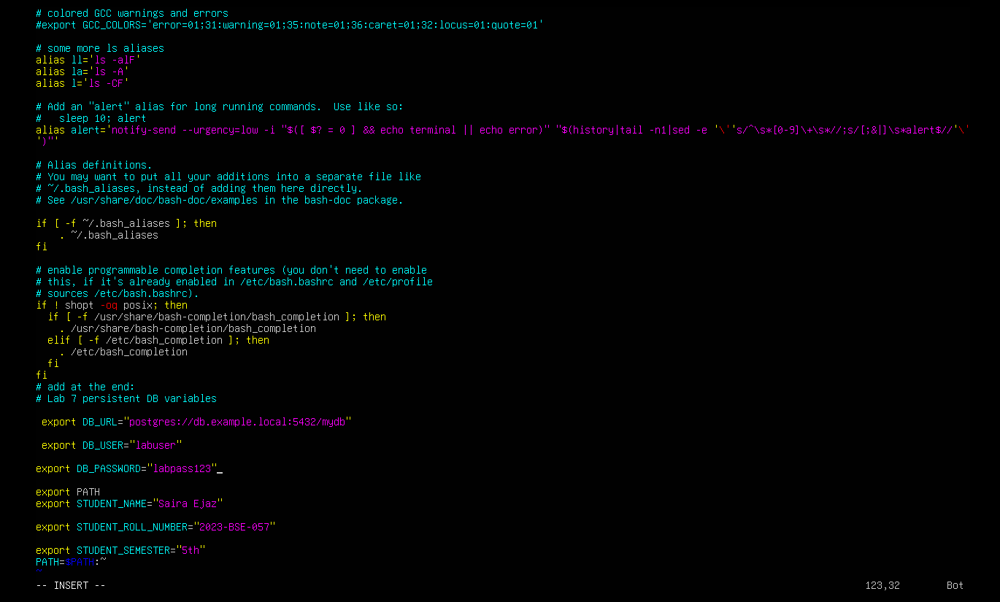 # colored GCC warnings and errors
#export GCC_COLORS='error=01;31:warning=01;35:note=01;36:caret=01;32:locus=01:quote=01'
# some more ls aliases
alias ll='ls -alF'
alias la='ls -A'
alias l='ls -CF'
# Add an "alert" alias for long running commands.  Use like so:
#   sleep 10; alert
alias alert='notify-send --urgency=low -i "$([ $? = 0 ] && echo terminal || echo error)" "$(history|tail -n1|sed -e '\''s/^\s*[0-9]\+\s*//;s/[;&|]\s*alert$//'\'
')"'
# Alias definitions.
# You may want to put all your additions into a separate file like
# ~/.bash_aliases, instead of adding them here directly.
# See /usr/share/doc/bash-doc/examples in the bash-doc package.
if [ -f ~/.bash_aliases ]; then
    . ~/.bash_aliases
fi
# enable programmable completion features (you don't need to enable
# this, if it's already enabled in /etc/bash.bashrc and /etc/profile
# sources /etc/bash.bashrc).
if ! shopt -oq posix; then
  if [ -f /usr/share/bash-completion/bash_completion ]; then
    . /usr/share/bash-completion/bash_completion
  elif [ -f /etc/bash_completion ]; then
    . /etc/bash_completion
  fi
fi
# add at the end:
# Lab 7 persistent DB variables
 export DB_URL="postgres://db.example.local:5432/mydb"
 export DB_USER="labuser"
export DB_PASSWORD="labpass123"
export PATH
export STUDENT_NAME="Saira Ejaz"
export STUDENT_ROLL_NUMBER="2023-BSE-057"
export STUDENT_SEMESTER="5th"
PATH=$PATH:~
~
-- INSERT -- 123,32 Bot